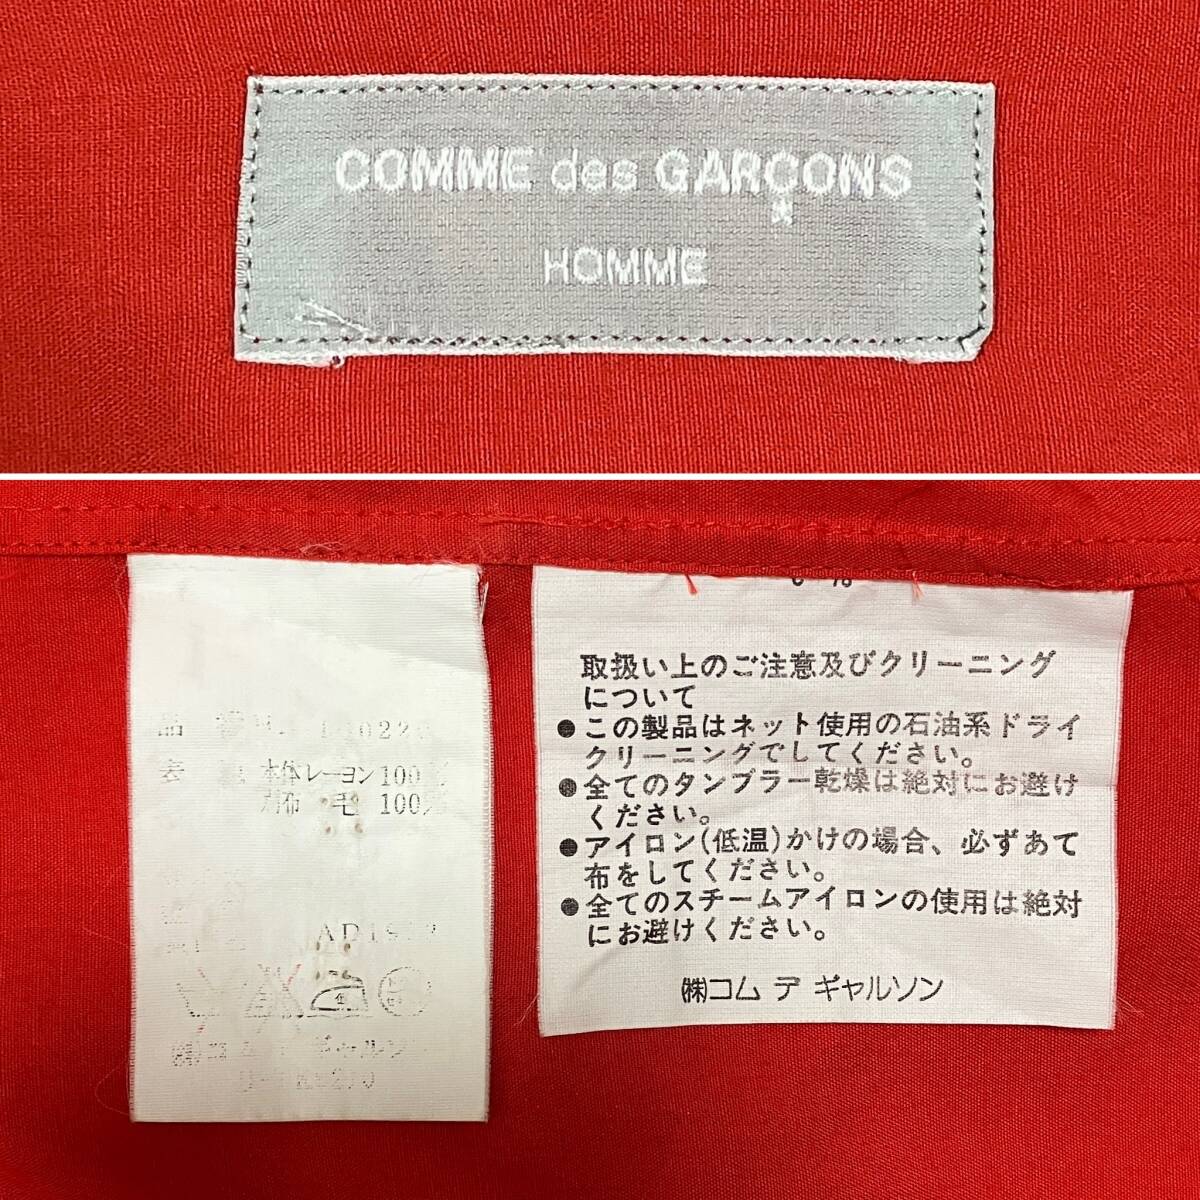 COMME des GARÇONS
HOMME
品
本体レーヨン100%
毛 100%
取扱い上のご注意及びクリーニング
について
●この製品はネット使用の石油系ドライ
クリーニングでしてください。
●全てのタンブラー乾燥は絶対にお避け
ください。
●アイロン(低温)かけの場合、必ずあて
布をしてください。
●全てのスチームアイロンの使用は絶対
にお避けください。
㈱コム デ ギャルソン